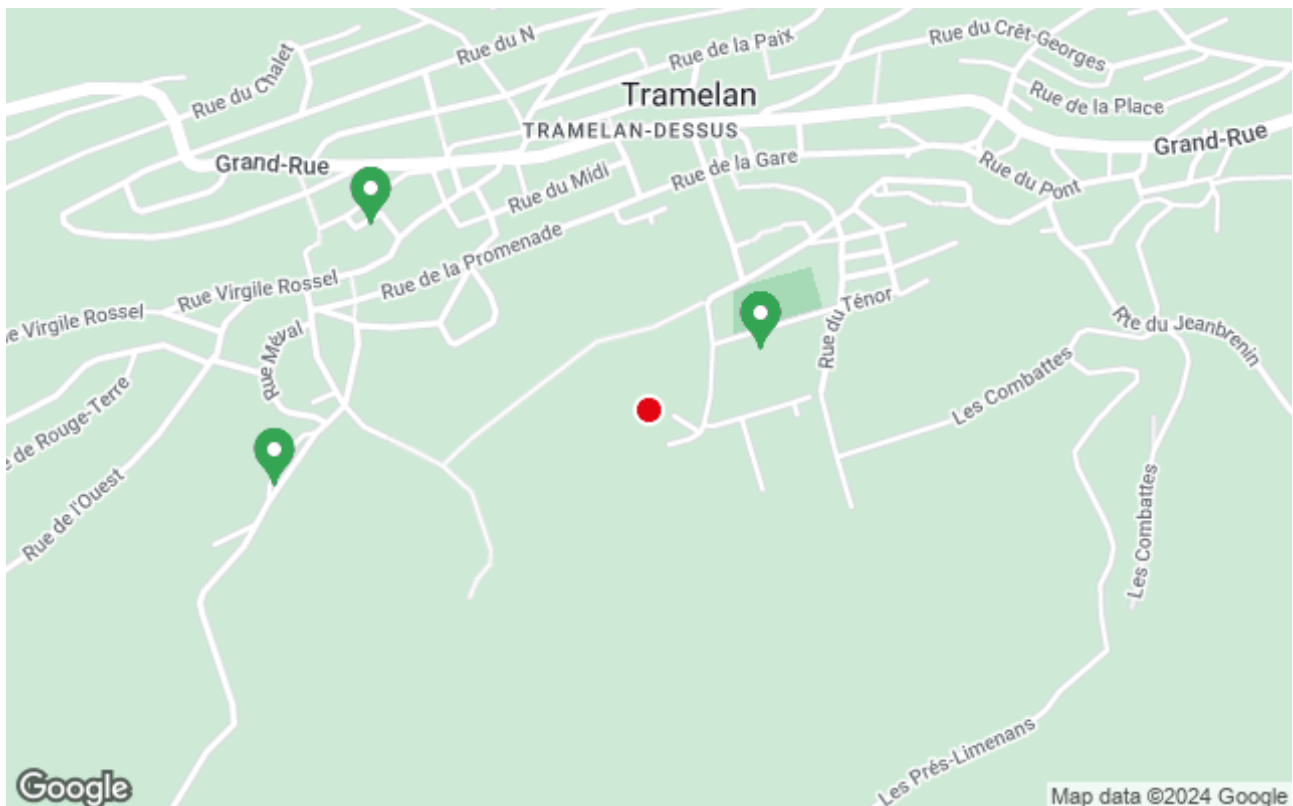 Rue du N
Rue de la Paix
Rue du Crêt-Georges
Rue du Chalet
Tramelan
Rue de la Place
TRAMELAN-DESSUS
Grand-Rue
Grand-Rue
Rue de la Gare
Rue du Midi
Rue du Pont
Rue de la Promenade
Rue Virgile Rossel
e Virgile Rossel
Rue du Ténor
Rte du Jeanbrenin
Rue Méval
Les Combattes
e de Rouge-Terre
Rue de l'Ouest
Les Combattes
Les Prés-Limenans
Google
Map data ©2024 Google